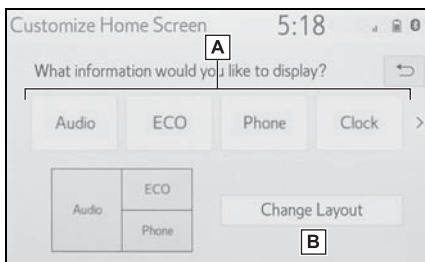 Customize Home Screen 5:18
A
What information would you like to display?
Audio ECO Phone Clock >
Audio ECO
Phone
Change Layout
B